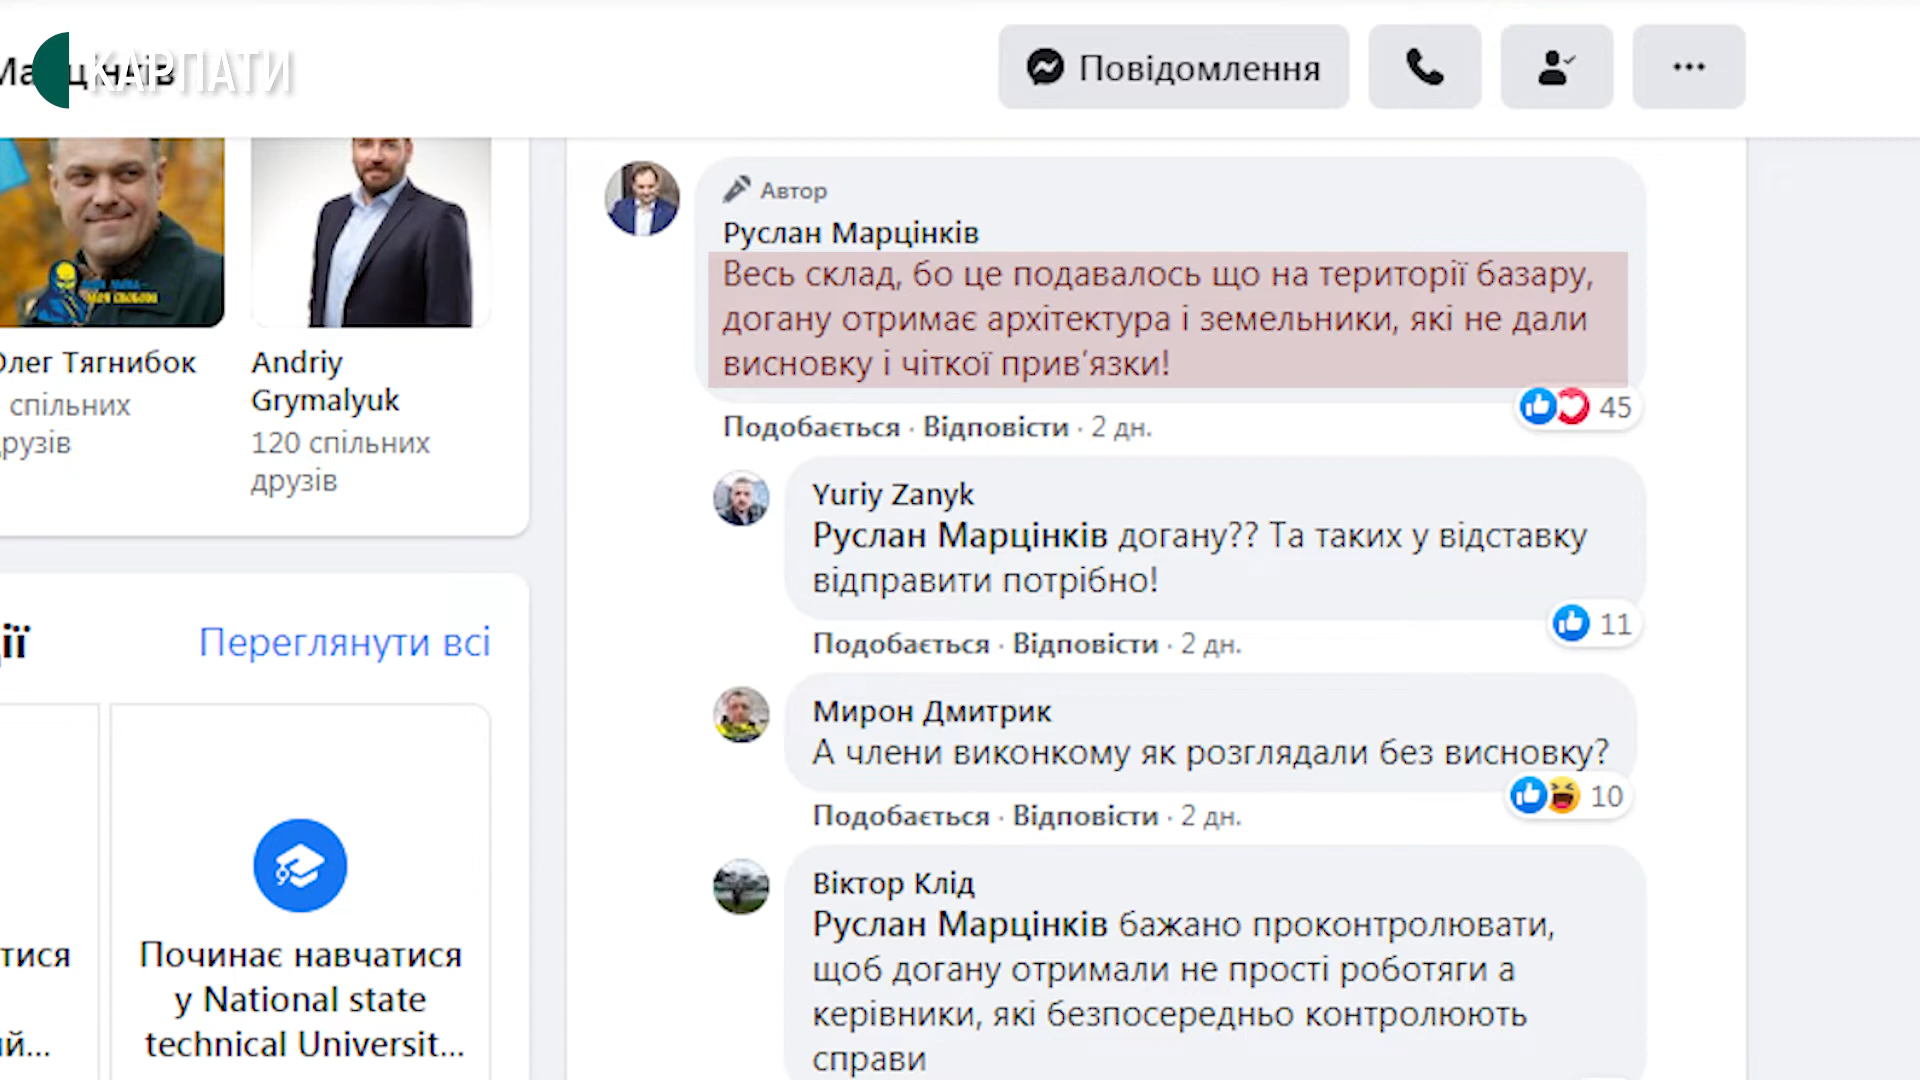 КАРПАТИ
Повідомлення
Олег Тягнибок
спільних
друзів
Andriy
Grymalyuk
120 спільних
друзів
Переглянути всі
Починає навчатися
у National state
technical Universit...
Автор
Руслан Марцінків
Весь склад, бо це подавалось що на території базару,
догану отримає архітектура і земельники, які не дали
висновку і чіткої прив’язки!
45
Подобається · Відповісти · 2 дн.
Yuriy Zanyk
Руслан Марцінків догану?? Та таких у відставку
відправити потрібно!
11
Подобається · Відповісти · 2 дн.
Мирон Дмитрик
А члени виконкому як розглядали без висновку?
10
Подобається · Відповісти · 2 дн.
Віктор Клід
Руслан Марцінків бажано проконтролювати,
щоб догану отримали не прості роботяги а
керівники, які безпосередньо контролюють
справи